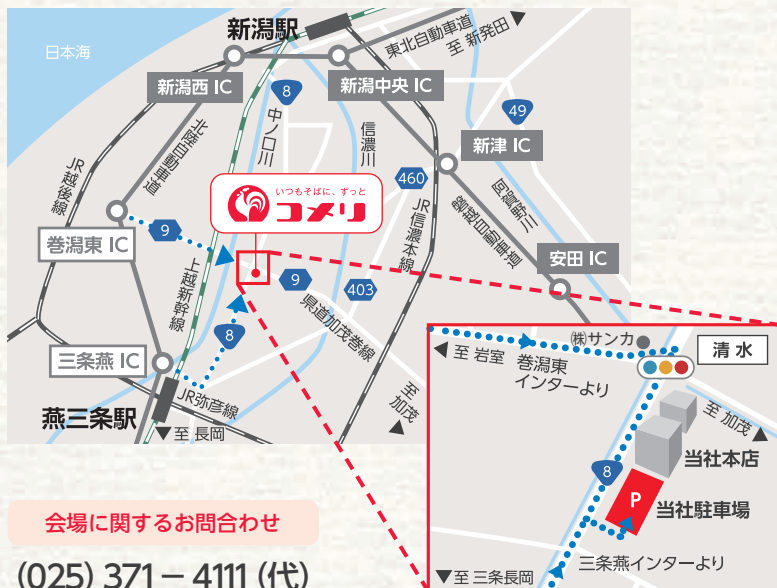 新潟駅
東北自動車道
至 新発田
日本海
新潟西 IC
新潟中央 IC
8
49
中ノ口川
信濃川
新津 IC
北陸自動車道
JR越後線
460
阿賀野川
いつもそばに、ずっと
コメリ
JR信濃本線
磐越自動車道
9
巻潟東 IC
安田 IC
上越新幹線
9
403
8
県道加茂巻線
三条燕 IC
JR弥彦線
至 加茂
燕三条駅
至 長岡
㈱サンカ
清 水
至 岩室
巻潟東
インターより
至 加茂
当社本店
8
P
当社駐車場
三条燕インターより
至 三条長岡
会場に関するお問合わせ
(025) 371 − 4111 (代)